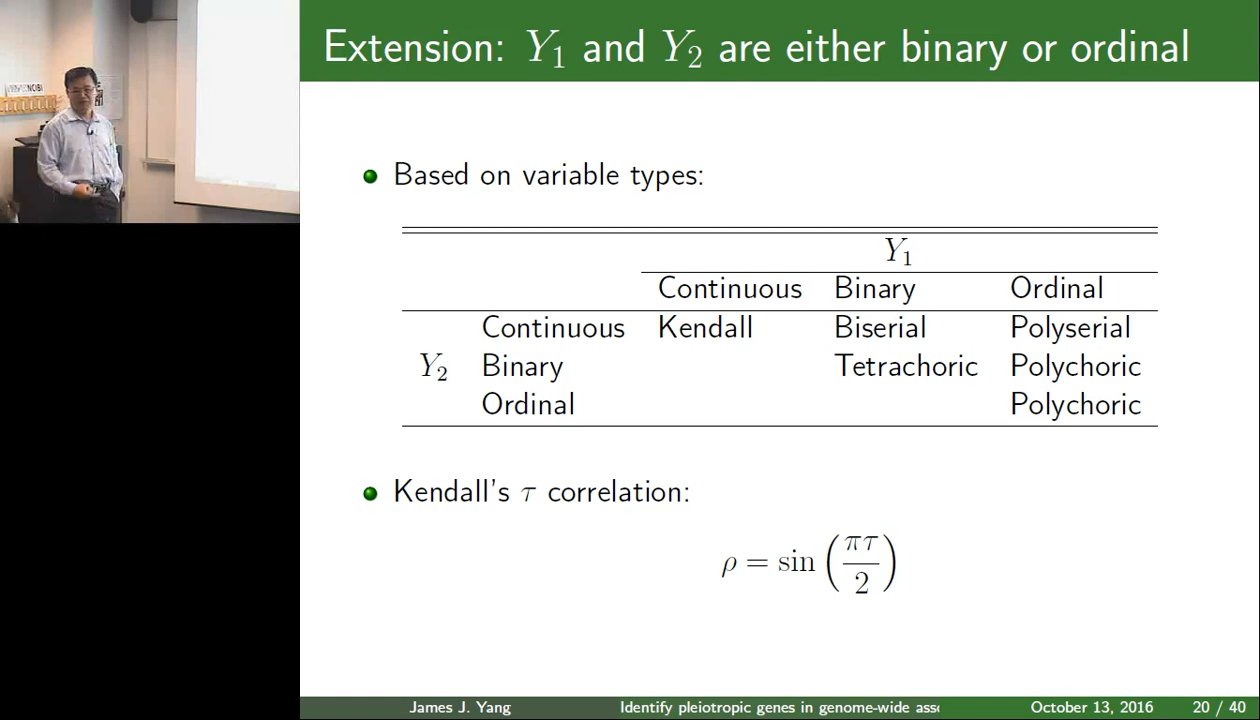 Extension: Y₁ and Y₂ are either binary or ordinal
Based on variable types:
Y₁
Continuous Binary Ordinal
Continuous Kendall Biserial Polyserial
Y₂ Binary Tetrachoric Polychoric
Ordinal Polychoric
Kendall's τ correlation:
ρ = sin(πτ/2)
James J. Yang Identify pleiotropic genes in genome-wide asso October 13, 2016 20 / 40